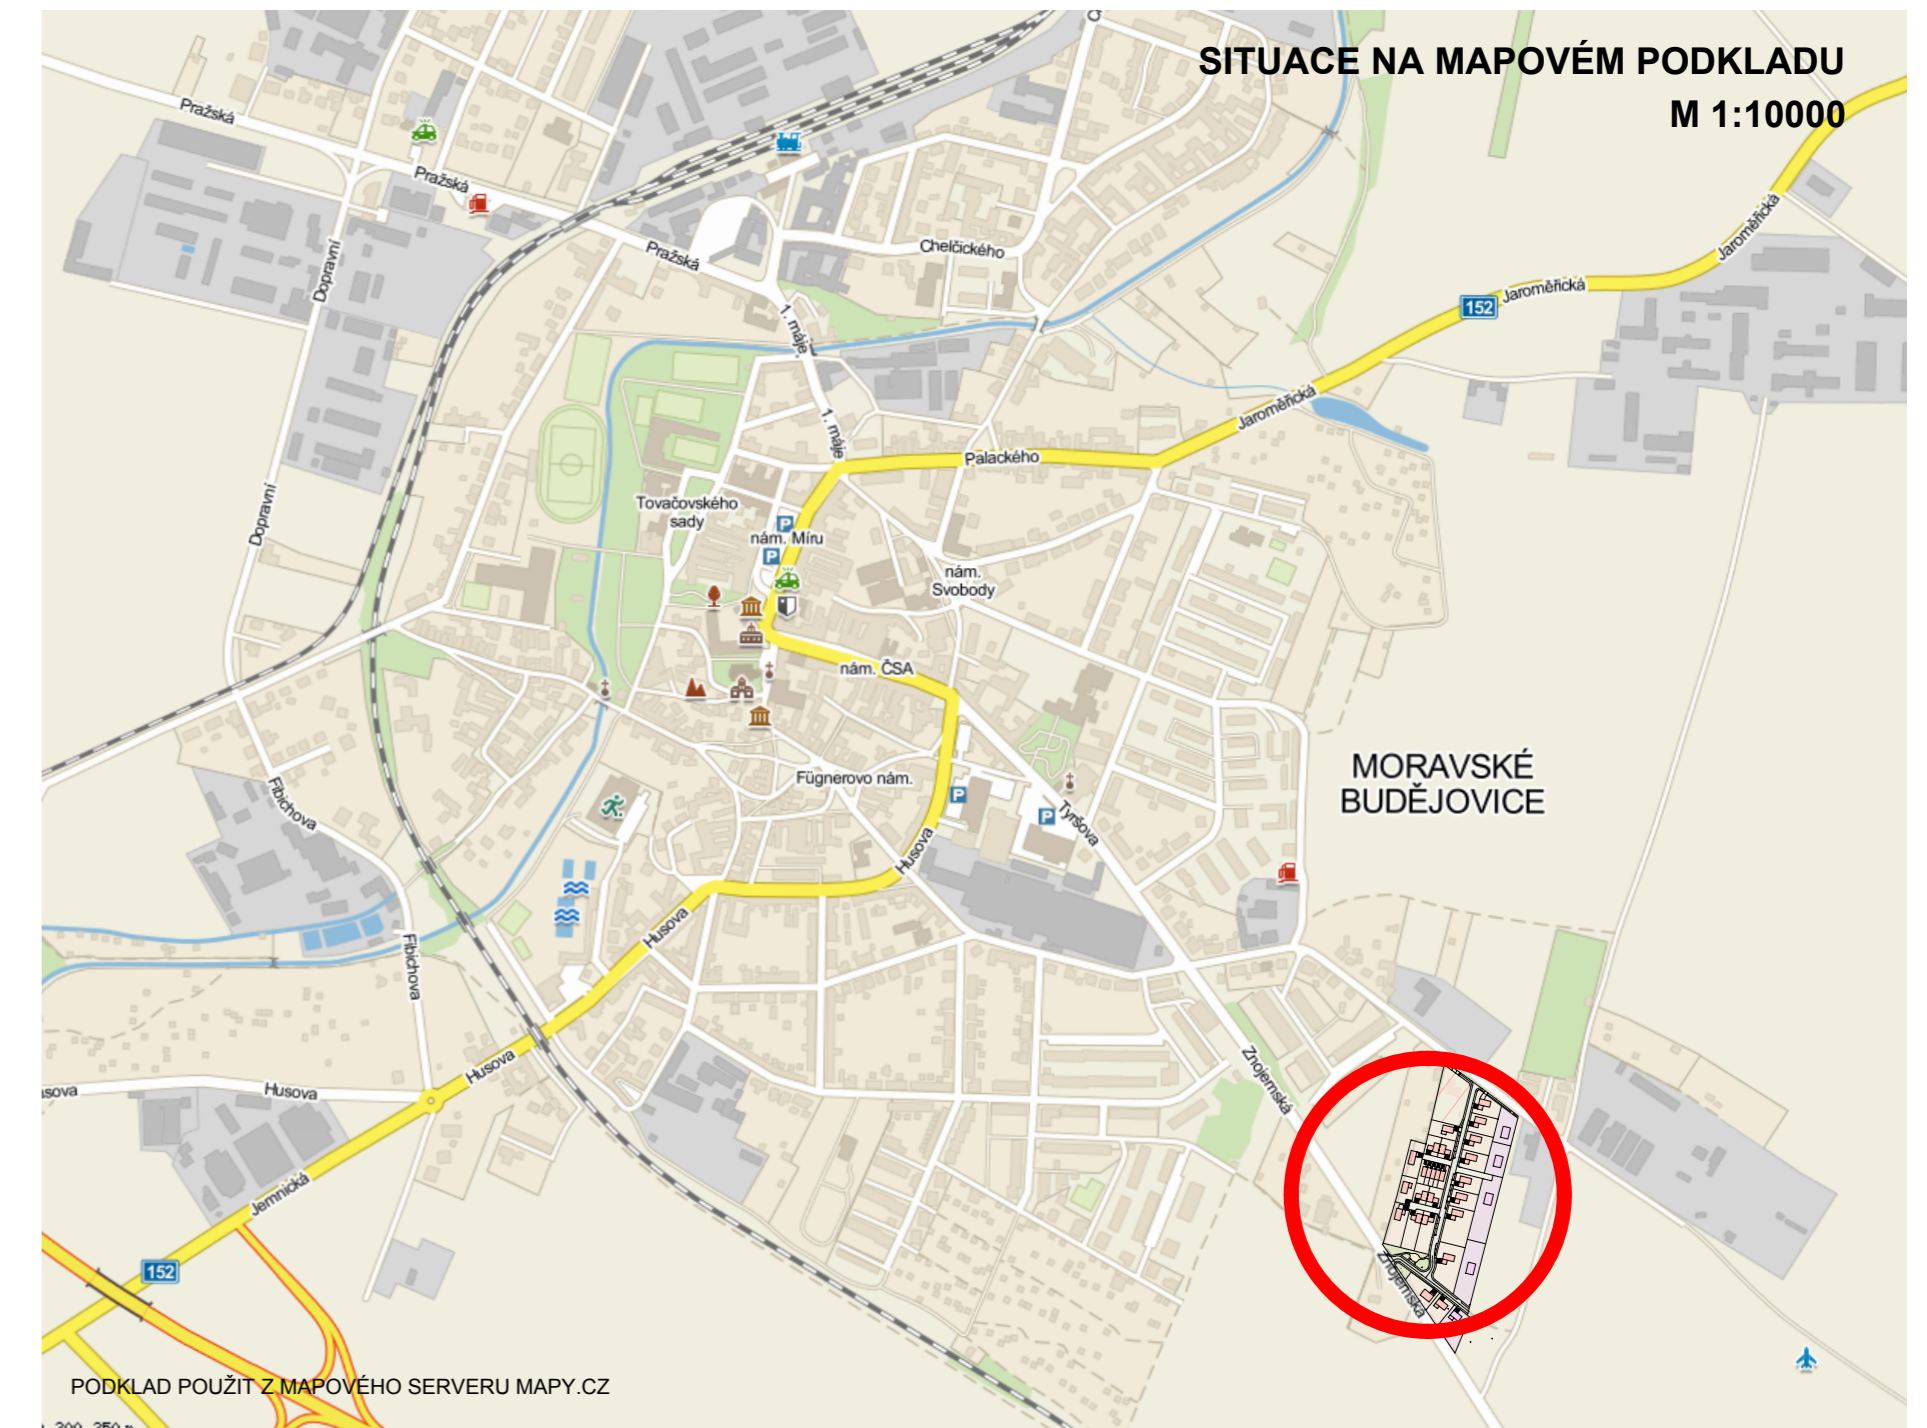 SITUACE NA MAPOVÉM PODKLADU
M 1:10000
Pražská
Pražská
Jaroměřická
Dopravní
Pražská
Chelčického
Jaroměřická
152
1. máje
Jaroměřická
1. máje
Palackého
Tovačovského
sady
Dopravní
P
nám. Míru
P
nám.
Svobody
nám. ČSA
MORAVSKÉ
BUDĚJOVICE
Fügnerovo nám.
P
Fibichova
P
Tyršova
Husova
Husova
Fibichova
Husova
Husova
Znojemská
Jemnická
152
Znojemská
PODKLAD POUŽIT Z MAPOVÉHO SERVERU MAPY.CZ